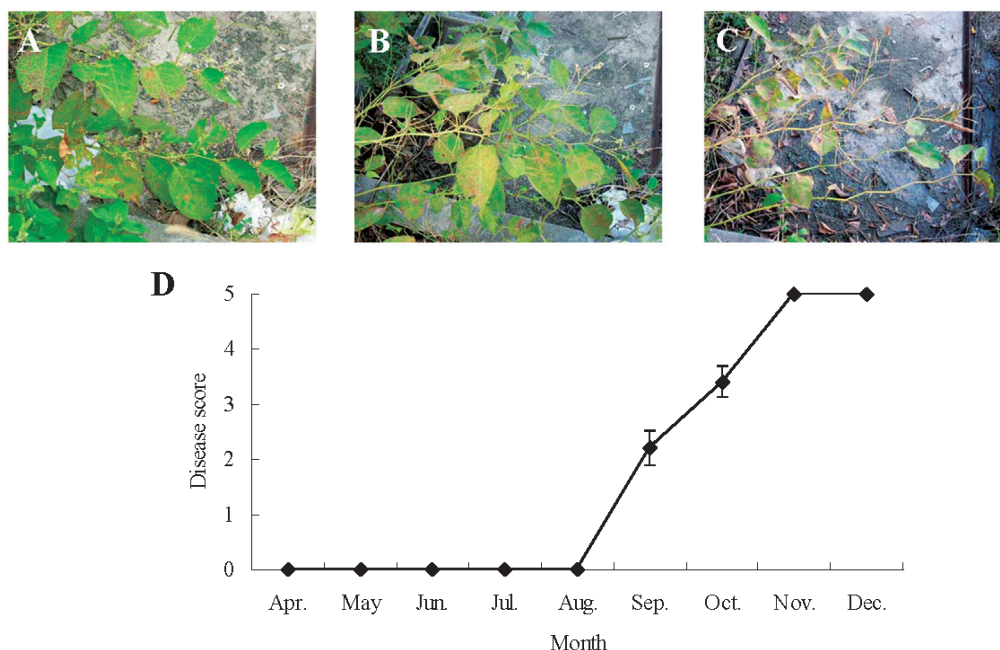 A
B
C
D
5
4
3
2
1
0
Disease score
Apr. May Jun. Jul. Aug. Sep. Oct. Nov. Dec.
Month